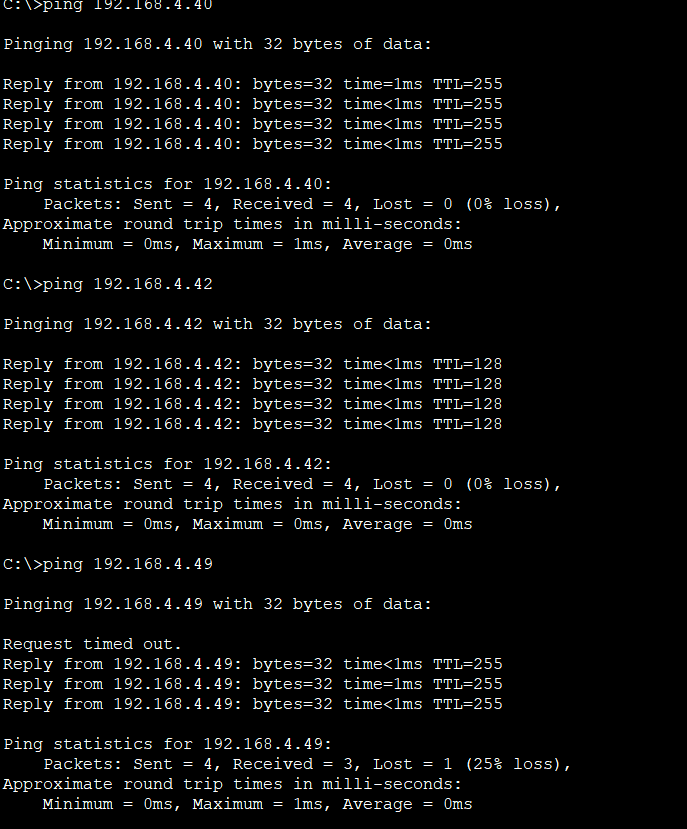 C:\>ping 192.168.4.40
Pinging 192.168.4.40 with 32 bytes of data:
Reply from 192.168.4.40: bytes=32 time=1ms TTL=255
Reply from 192.168.4.40: bytes=32 time<1ms TTL=255
Reply from 192.168.4.40: bytes=32 time<1ms TTL=255
Reply from 192.168.4.40: bytes=32 time<1ms TTL=255
Ping statistics for 192.168.4.40:
    Packets: Sent = 4, Received = 4, Lost = 0 (0% loss),
Approximate round trip times in milli-seconds:
    Minimum = 0ms, Maximum = 1ms, Average = 0ms
C:\>ping 192.168.4.42
Pinging 192.168.4.42 with 32 bytes of data:
Reply from 192.168.4.42: bytes=32 time<1ms TTL=128
Reply from 192.168.4.42: bytes=32 time<1ms TTL=128
Reply from 192.168.4.42: bytes=32 time<1ms TTL=128
Reply from 192.168.4.42: bytes=32 time<1ms TTL=128
Ping statistics for 192.168.4.42:
    Packets: Sent = 4, Received = 4, Lost = 0 (0% loss),
Approximate round trip times in milli-seconds:
    Minimum = 0ms, Maximum = 0ms, Average = 0ms
C:\>ping 192.168.4.49
Pinging 192.168.4.49 with 32 bytes of data:
Request timed out.
Reply from 192.168.4.49: bytes=32 time<1ms TTL=255
Reply from 192.168.4.49: bytes=32 time=1ms TTL=255
Reply from 192.168.4.49: bytes=32 time<1ms TTL=255
Ping statistics for 192.168.4.49:
    Packets: Sent = 4, Received = 3, Lost = 1 (25% loss),
Approximate round trip times in milli-seconds:
    Minimum = 0ms, Maximum = 1ms, Average = 0ms